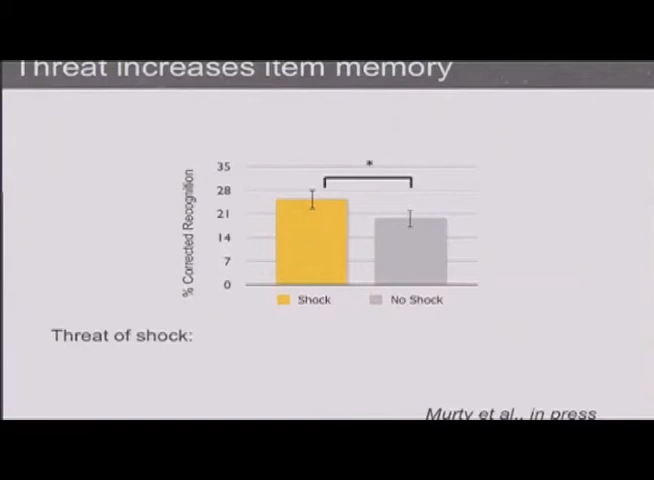 Threat increases item memory
% Corrected Recognition
35
28
21
14
7
0
*
Shock
No Shock
Threat of shock:
Murty et al., in press